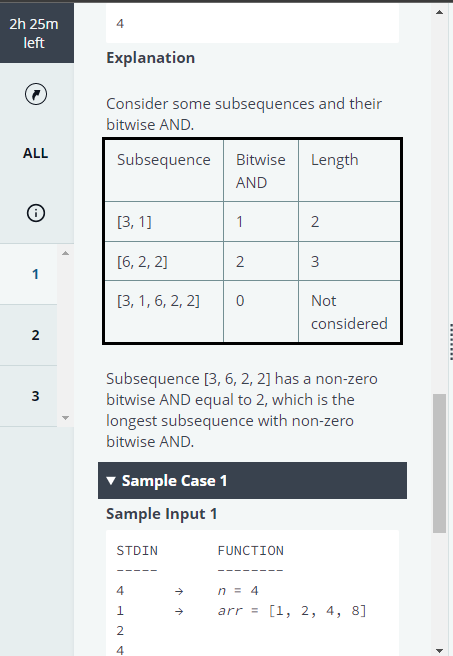 2h 25m
left
ALL
1
2
3
4
Explanation
Consider some subsequences and their
bitwise AND.
Subsequence Bitwise AND Length
[3, 1] 1 2
[6, 2, 2] 2 3
[3, 1, 6, 2, 2] 0 Not considered
Subsequence [3, 6, 2, 2] has a non-zero
bitwise AND equal to 2, which is the
longest subsequence with non-zero
bitwise AND.
▼ Sample Case 1
Sample Input 1
STDIN FUNCTION
----- --------
4 → n = 4
1 → arr = [1, 2, 4, 8]
2
4